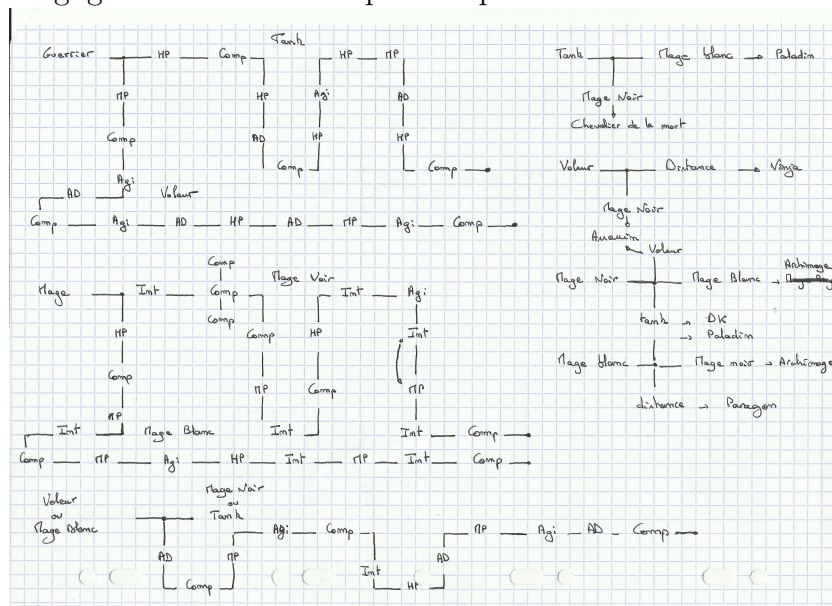 Tank
Guerrier HP Comp HP MP
MP HP Agi AD
Comp AD HP HP
Agi Comp Comp
AD Voleur
Comp Agi AD HP AD MP Agi Comp
Comp
Mage Int Comp Mage Noir Int Agi
Comp
HP Comp HP Int
Comp MP Comp MP
MP
Int Mage Blanc Int Int Comp
Comp MP Agi HP Int MP Int Comp
Voleur
ou
Mage Blanc
Mage Noir
ou
Tank
AD MP Agi Comp MP Agi AD Comp
Comp Int HP AD
Tank Mage blanc → Paladin
Mage Noir
Chevalier de la mort
Voleur Distance → Ninja
Mage Noir
Assassin
Voleur
Mage Noir Mage Blanc → Archimage
tank → DK
→ Paladin
Mage blanc Mage noir → Archimage
distance → Paragon